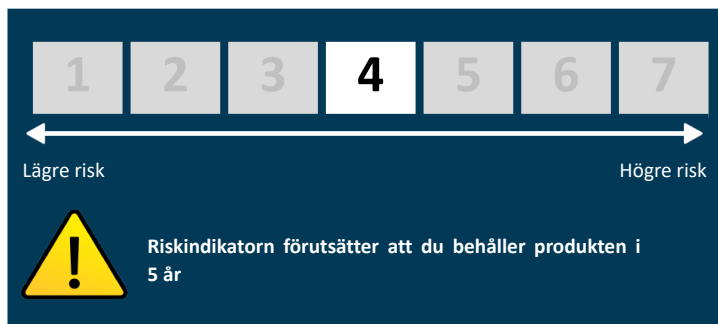 1 2 3 4 5 6 7
Lägre risk Högre risk
!
Riskindikatorn förutsätter att du behåller produkten i
5 år